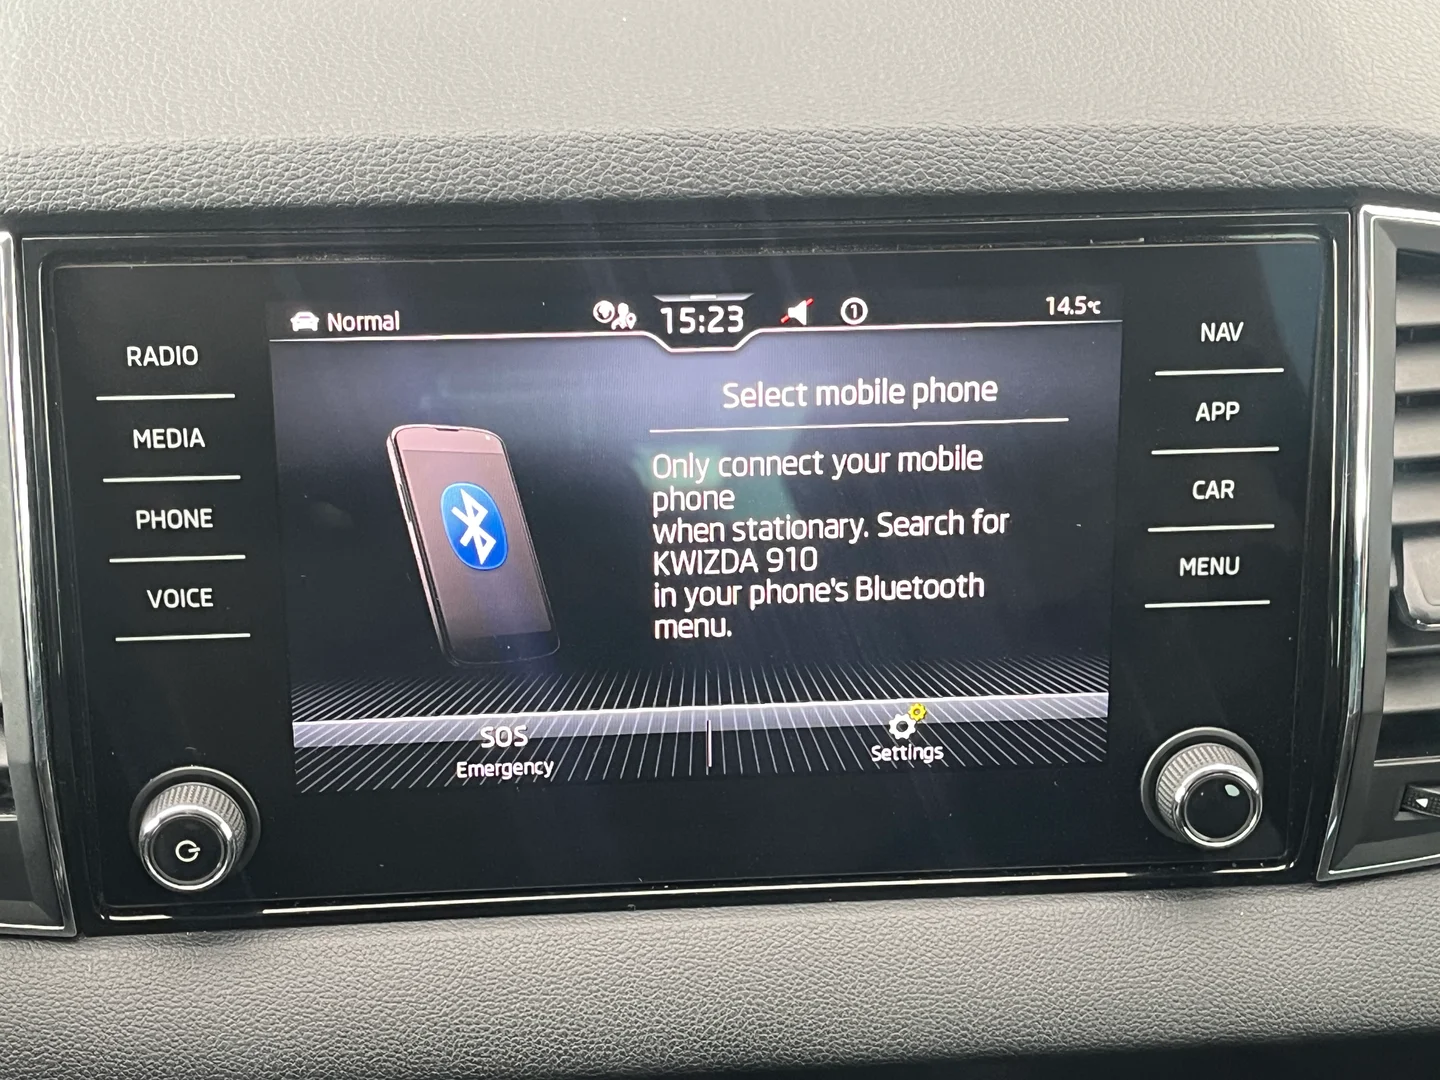 Normal
15:23
1
14.5°C
RADIO
MEDIA
PHONE
VOICE
Select mobile phone
Only connect your mobile
phone
when stationary. Search for
KWIZDA 910
in your phone's Bluetooth
menu.
SOS
Emergency
Settings
NAV
APP
CAR
MENU